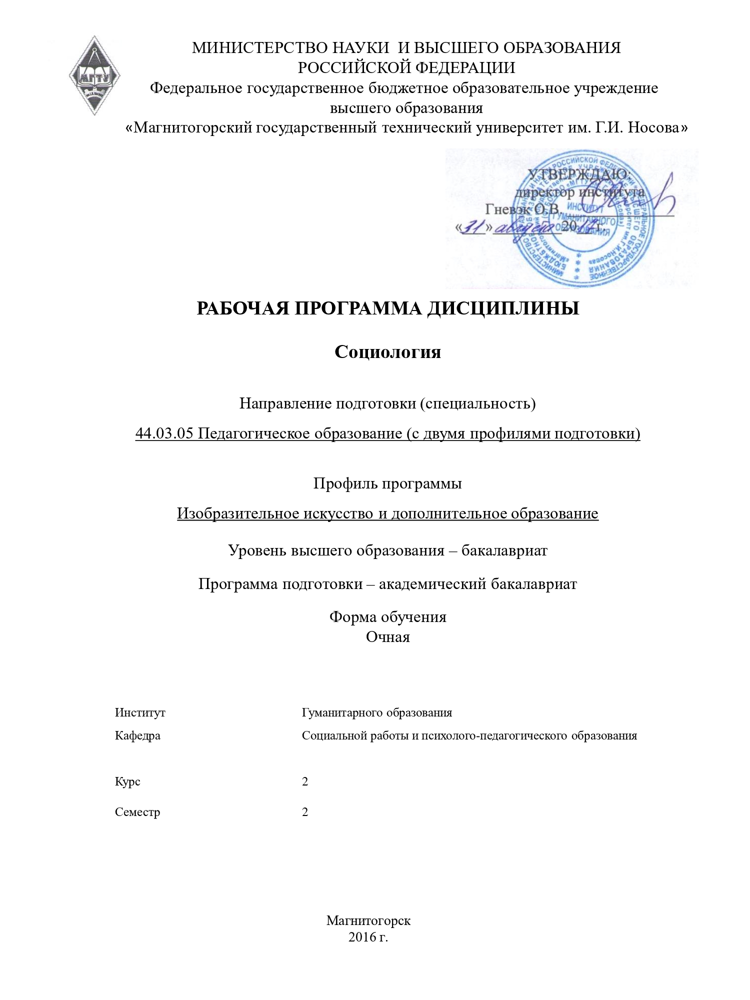 МИНИСТЕРСТВО НАУКИ И ВЫСШЕГО ОБРАЗОВАНИЯ
РОССИЙСКОЙ ФЕДЕРАЦИИ
Федеральное государственное бюджетное образовательное учреждение
высшего образования
«Магнитогорский государственный технический университет им. Г.И. Носова»
МГТУ
УТВЕРЖДАЮ:
директор института
Гневэк О.В.
«31» августа 20
г.
ИНСТИТУТ
ГУМАНИТАРНОГО
ОБРАЗОВАНИЯ
РАБОЧАЯ ПРОГРАММА ДИСЦИПЛИНЫ
Социология
Направление подготовки (специальность)
44.03.05 Педагогическое образование (с двумя профилями подготовки)
Профиль программы
Изобразительное искусство и дополнительное образование
Уровень высшего образования – бакалавриат
Программа подготовки – академический бакалавриат
Форма обучения
Очная
Институт Гуманитарного образования
Кафедра Социальной работы и психолого-педагогического образования
Курс 2
Семестр 2
Магнитогорск
2016 г.